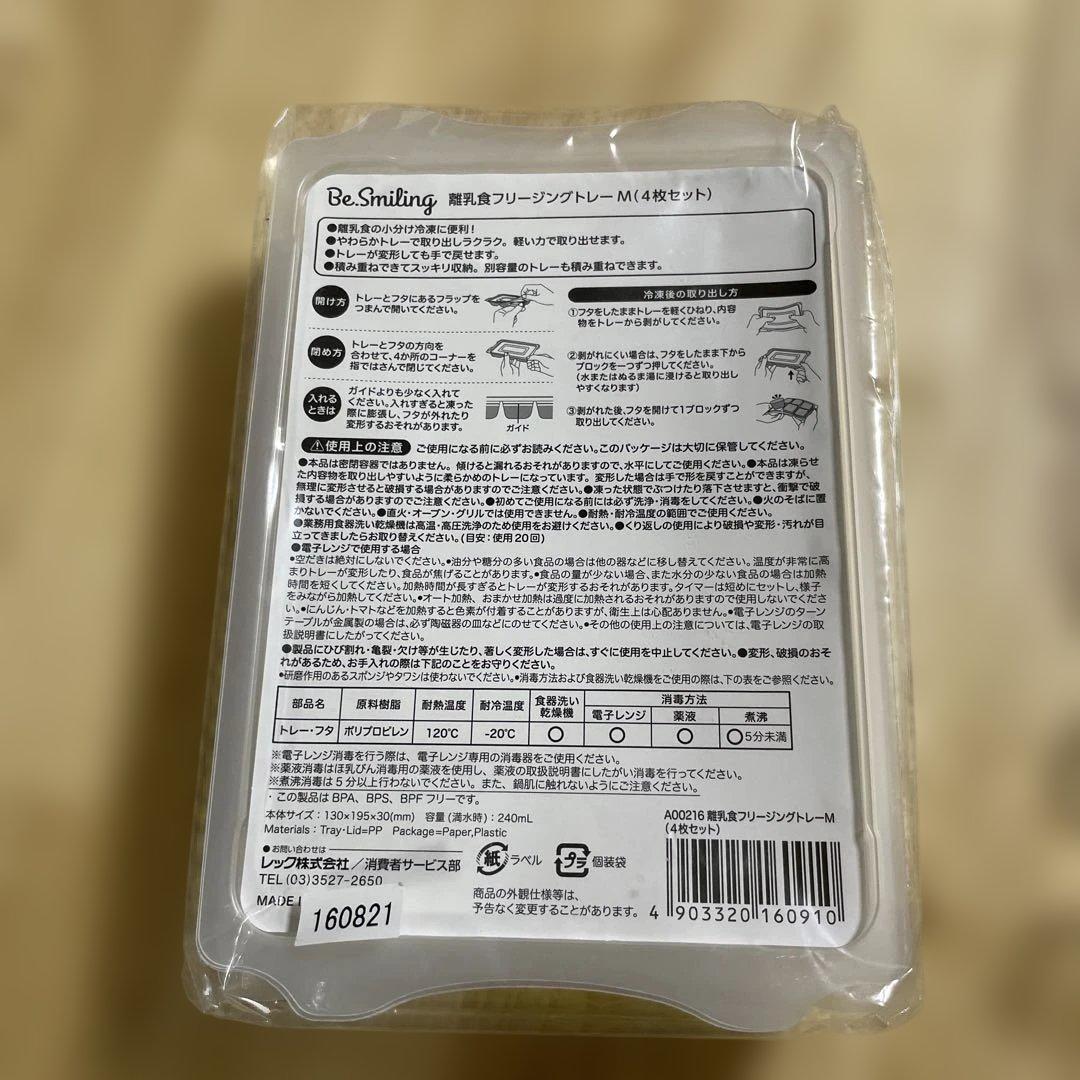 Be.Smiling 離乳食フリージングトレーM(4枚セット)
●離乳食の小分け冷凍に便利!
●やわらかトレーで取り出しラクラク。軽い力で取り出せます。
●トレーが変形しても手で戻せます。
●積み重ねできてスッキリ収納。別容量のトレーも積み重ねできます。
開け方
トレーとフタにあるフラップを
つまんで開いてください。
閉め方
トレーとフタの方向を
合わせて、4か所のコーナーを
指ではさんで閉じてください。
入れる
ときは
ガイドよりも少なく入れて
ください。入れすぎると凍った
際に膨張し、フタが外れたり
変形するおそれがあります。
ガイド
冷凍後の取り出し方
①フタをしたままトレーを軽くひねり、内容
物をトレーから剥がしてください。
②剥がれにくい場合は、フタをしたまま下から
ブロックを一つずつ押してください。
(水またはぬるま湯に浸けると取り出し
やすくなります)
③剥がれた後、フタを開けて1ブロックずつ
取り出してください。
⚠使用上の注意 ご使用になる前に必ずお読みください。このパッケージは大切に保管してください。
●本品は密閉容器ではありません。傾けると漏れるおそれがありますので、水平にしてご使用ください。●本品は凍らせ
た内容物を取り出しやすいように柔らかめのトレーになっています。変形した場合は手で形を戻すことができますが、
無理に変形させると破損する場合がありますのでご注意ください。●凍った状態でぶつけたり落下させますと、衝撃で破
損する場合がありますのでご注意ください。●初めてご使用になる前には必ず洗浄・消毒をしてください。●火のそばに置
かないでください。●直火・オーブン・グリルでは使用できません。●耐熱・耐冷温度の範囲でご使用ください。
●業務用食器洗い乾燥機は高温・高圧洗浄のため使用をお避けください。●くり返しの使用により破損や変形・汚れが目
立ってきましたらお取り替えください。(目安:使用20回)
●電子レンジで使用する場合
•空だきは絶対にしないでください。•油分や糖分の多い食品の場合は他の器などに移し替えてください。温度が非常に高
まりトレーが変形したり、食品が焦げることがあります。•食品の量が少ない場合、また水分の少ない食品の場合は加熱
時間を短くしてください。加熱時間が長すぎるとトレーが変形するおそれがあります。タイマーは短めにセットし、様子
をみながら加熱してください。•オート加熱、おまかせ加熱は過度に加熱されるおそれがありますので使用しないでくださ
い。•にんじん・トマトなどを加熱すると色素が付着することがありますが、衛生上は心配ありません。•電子レンジのターン
テーブルが金属製の場合は、必ず陶磁器の皿などにのせてください。•その他の使用上の注意については、電子レンジの取
扱説明書にしたがってください。
●製品にひび割れ・亀裂・欠け等が生じたり、著しく変形した場合は、すぐに使用を中止してください。●変形、破損のおそ
れがあるため、お手入れの際は下記のことをお守りください。
•研磨作用のあるスポンジやタワシは使わないでください。•消毒方法および食器洗い乾燥機をご使用の際は、下の表をご参照ください。
部品名 原料樹脂 耐熱温度 耐冷温度 食器洗い乾燥機 消毒方法
電子レンジ 薬液 煮沸
トレー・フタ ポリプロピレン 120℃ -20℃ ○ ○ ○ ○5分未満
※電子レンジ消毒を行う際は、電子レンジ専用の消毒器をご使用ください。
※薬液消毒はほ乳びん消毒用の薬液を使用し、薬液の取扱説明書にしたがい消毒を行ってください。
※煮沸消毒は5分以上行わないでください。また、鍋肌に触れないようにご注意ください。
・この製品はBPA、BPS、BPFフリーです。
本体サイズ:130×195×30(mm) 容量(満水時):240mL
Materials:Tray・Lid=PP Package=Paper,Plastic
●お問い合わせは
レック株式会社/消費者サービス部
TEL (03)3527-2650
MADE
160821
紙 ラベル
プラ 個装袋
商品の外観仕様等は、
予告なく変更することがあります。
A00216 離乳食フリージングトレーM
(4枚セット)
4 903320 160910